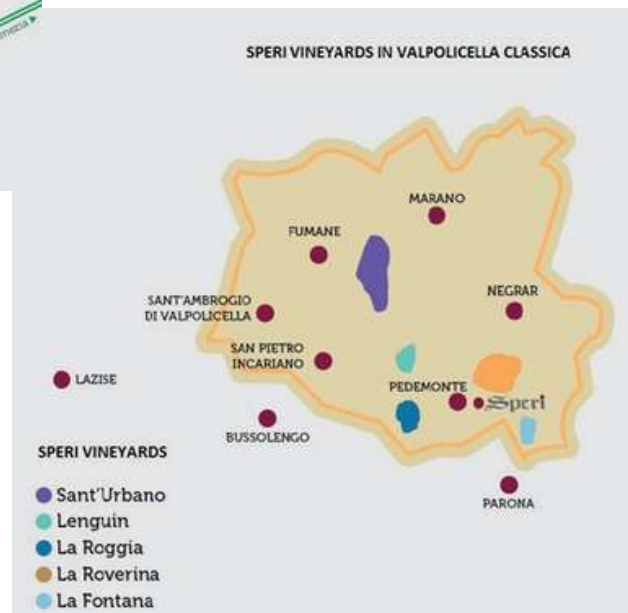 enezia
SPERI VINEYARDS IN VALPOLICELLA CLASSICA
MARANO
FUMANE
NEGRAR
SANT'AMBROGIO
DI VALPOLICELLA
SAN PIETRO
INCARIANO
LAZISE
PEDEMONTE
Speri
BUSSOLENGO
PARONA
SPERI VINEYARDS
Sant'Urbano
Lenguin
La Roggia
La Roverina
La Fontana